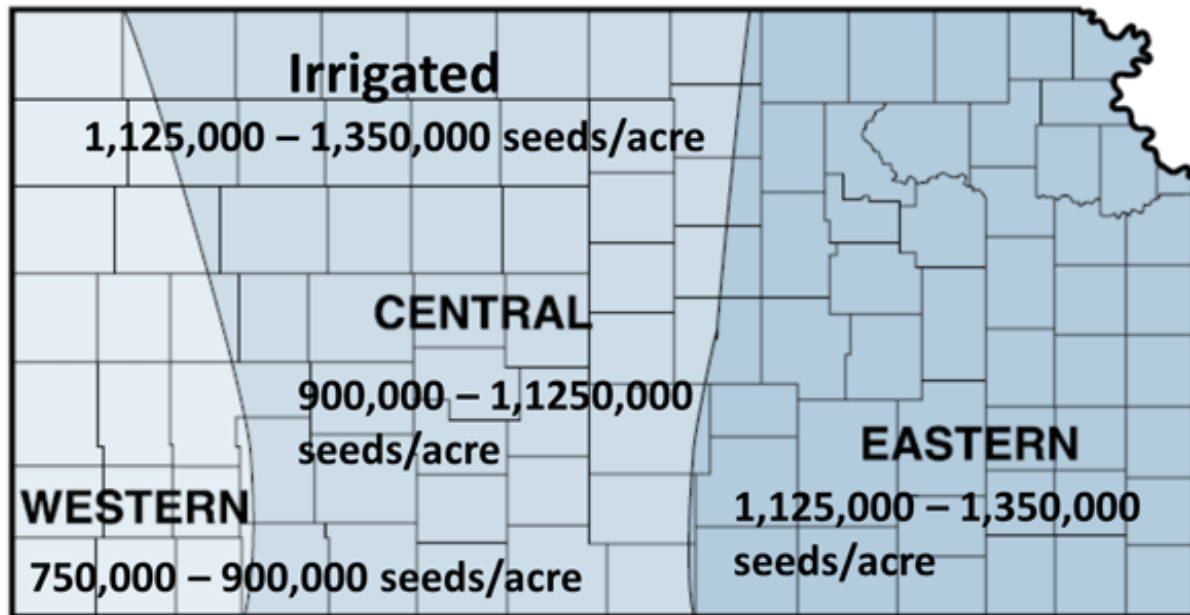 Irrigated
1,125,000 – 1,350,000 seeds/acre
CENTRAL
900,000 – 1,1250,000
seeds/acre
EASTERN
1,125,000 – 1,350,000
seeds/acre
WESTERN
750,000 – 900,000 seeds/acre